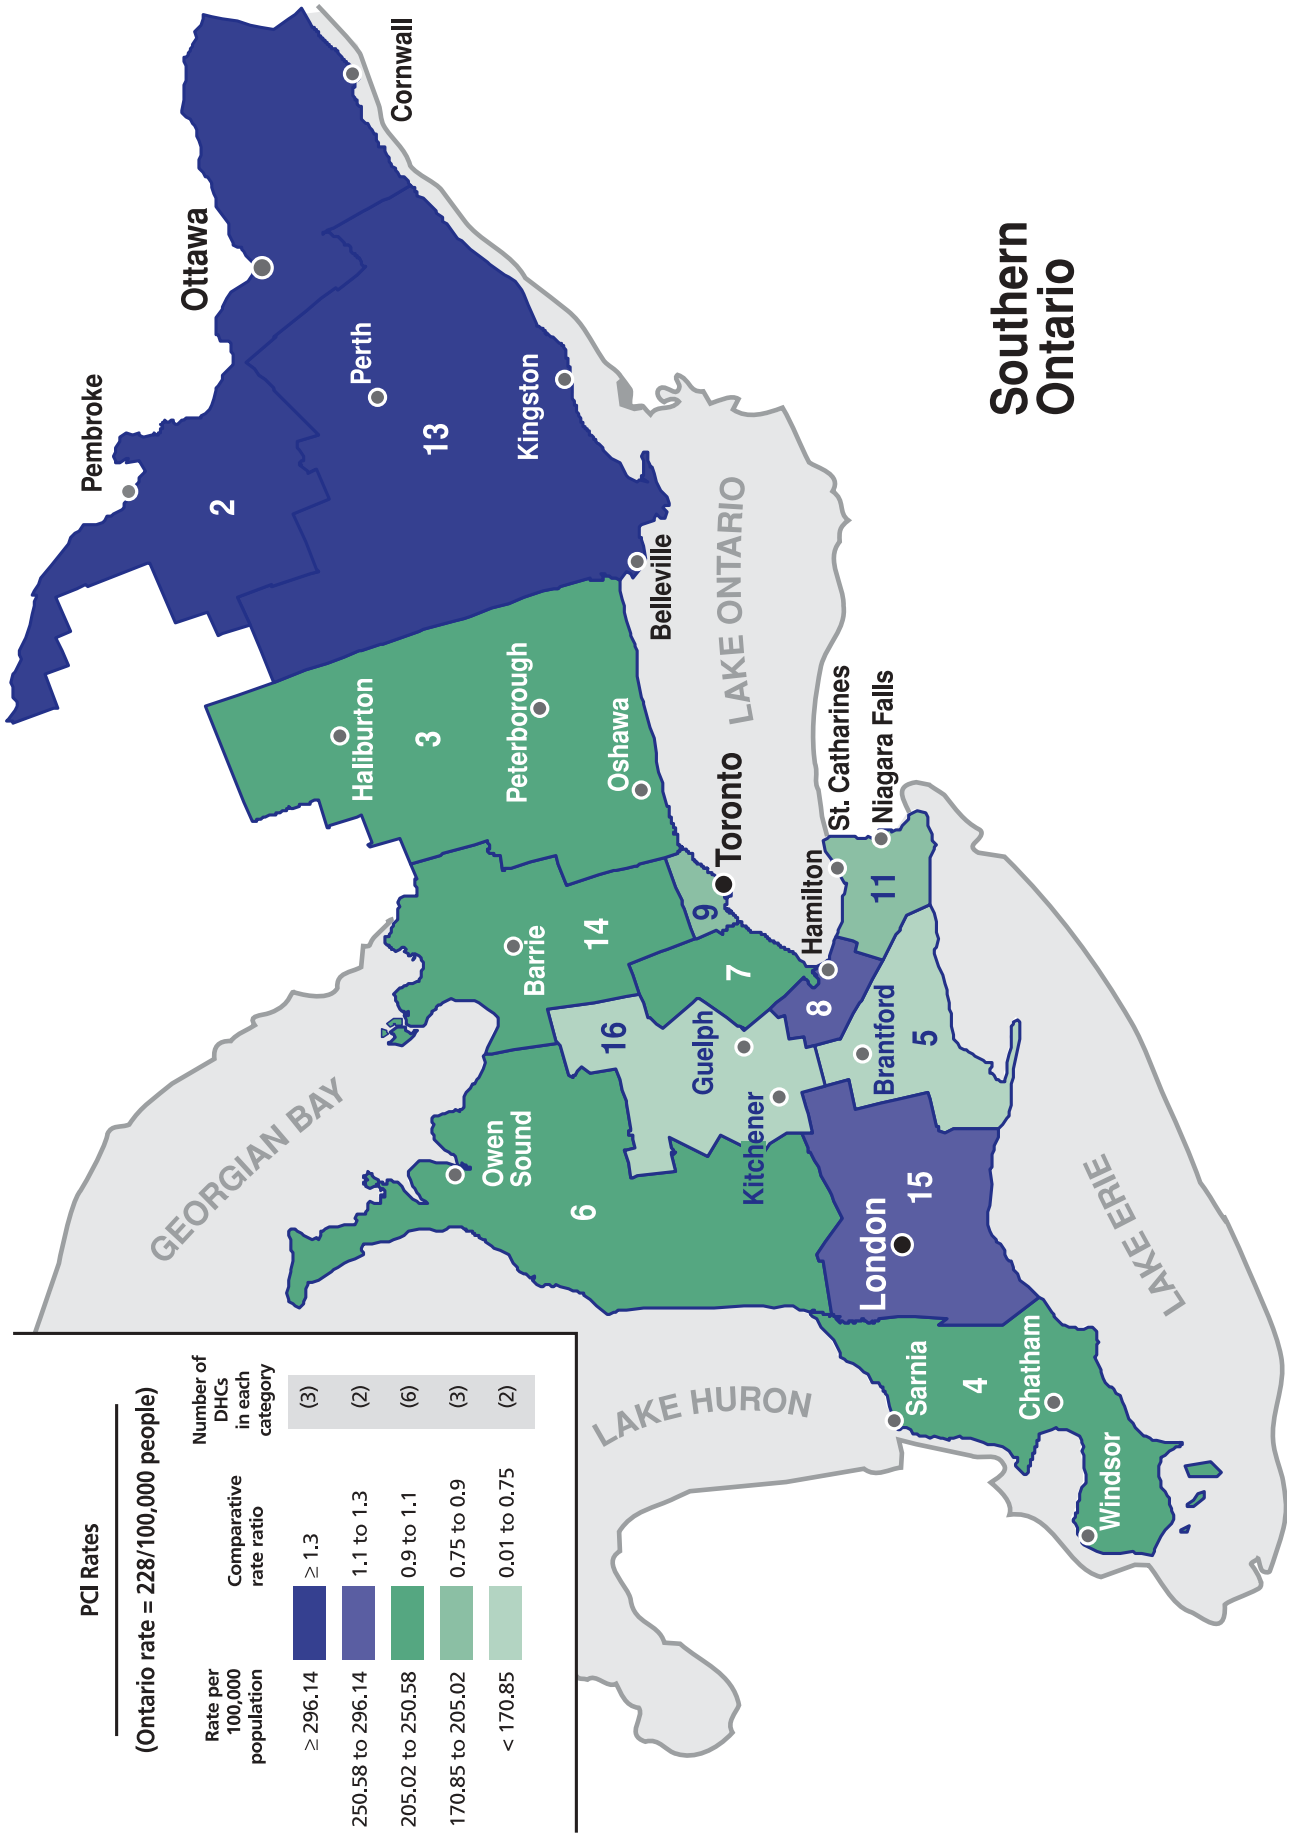 PCI Rates
(Ontario rate = 228/100,000 people)
Rate per
100,000
population
Comparative
rate ratio
Number of
DHCs
in each
category
≥ 296.14 ≥ 1.3 (3)
250.58 to 296.14 1.1 to 1.3 (2)
205.02 to 250.58 0.9 to 1.1 (6)
170.85 to 205.02 0.75 to 0.9 (3)
< 170.85 0.01 to 0.75 (2)
Pembroke
Ottawa
Cornwall
2
Perth
13
Kingston
Belleville
Haliburton
3
Peterborough
Oshawa
GEORGIAN BAY
Barrie
14
Owen
Sound
6
16
9
Toronto
LAKE ONTARIO
7
Guelph
Kitchener
Hamilton
8
St. Catharines
Niagara Falls
11
Brantford
5
London
15
LAKE HURON
Sarnia
4
Chatham
Windsor
LAKE ERIE
Southern
Ontario